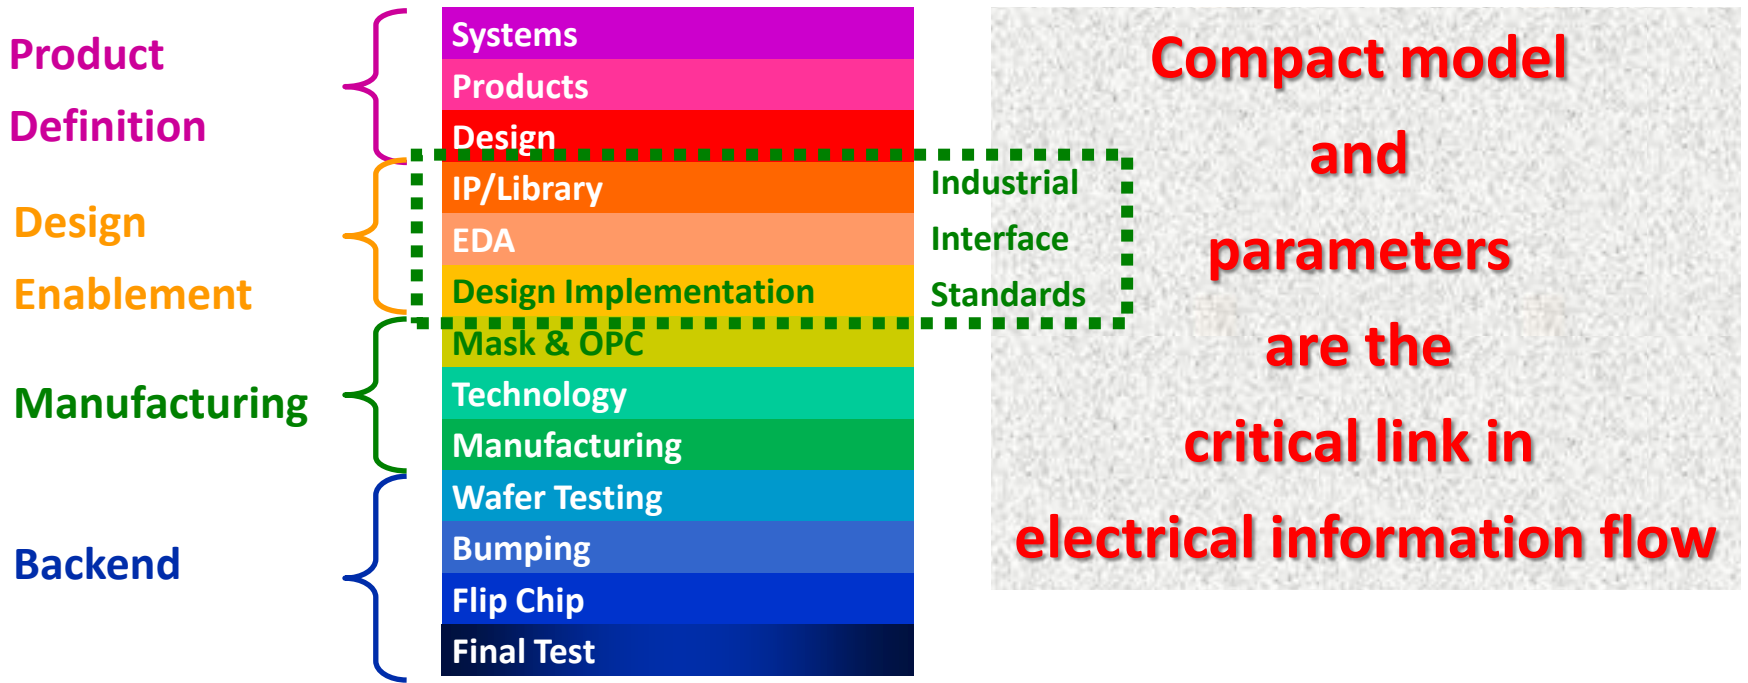 Product
Definition
Design
Enablement
Manufacturing
Backend
Systems
Products
Design
IP/Library
EDA
Design Implementation
Mask & OPC
Technology
Manufacturing
Wafer Testing
Bumping
Flip Chip
Final Test
Industrial
Interface
Standards
Compact model
and
parameters
are the
critical link in
electrical information flow